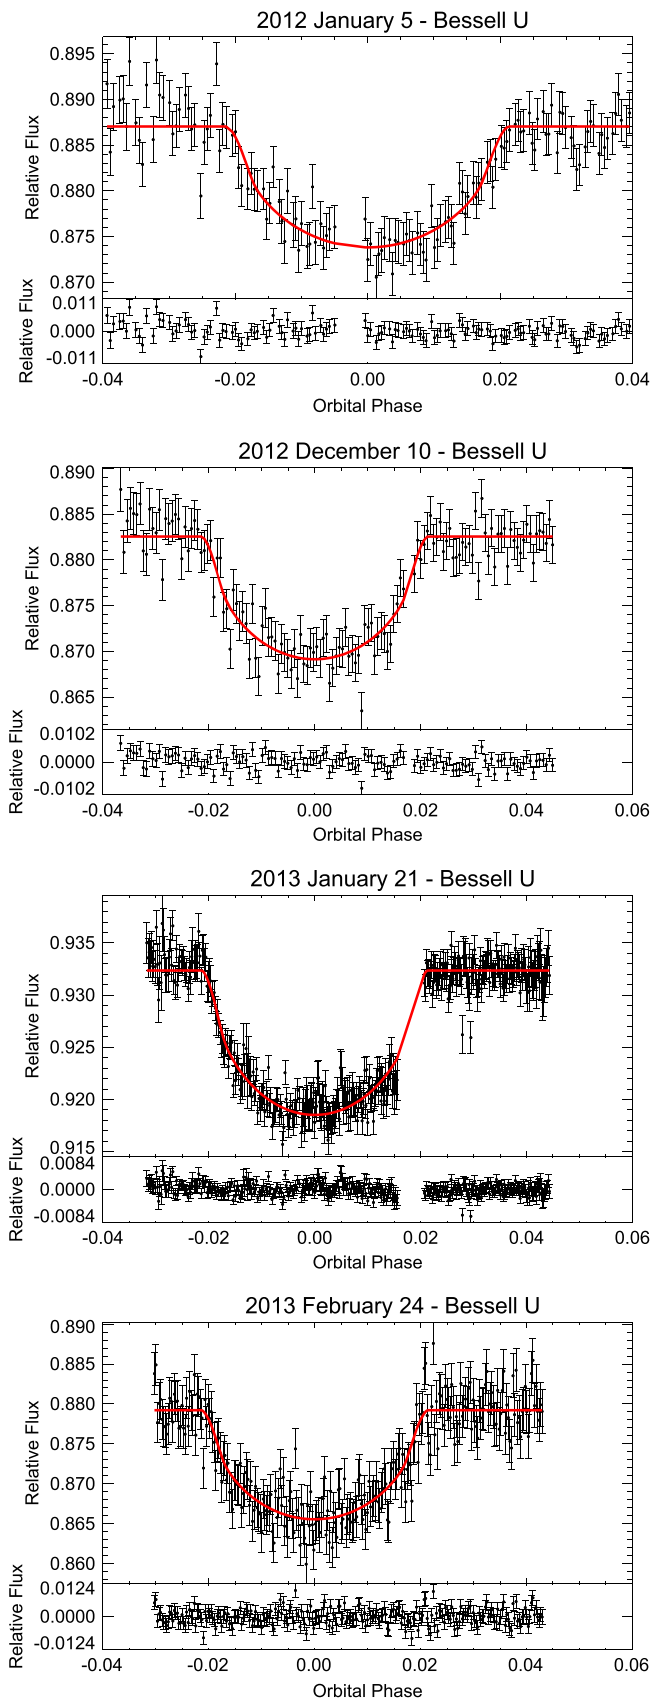 2012 January 5 - Bessell U
0.895
0.890
0.885
0.880
0.875
0.870
Relative Flux
0.011
0.000
-0.011
Relative Flux
-0.04 -0.02 0.00 0.02 0.04
Orbital Phase
2012 December 10 - Bessell U
0.890
0.885
0.880
0.875
0.870
0.865
Relative Flux
0.0102
0.0000
-0.0102
Relative Flux
-0.04 -0.02 0.00 0.02 0.04 0.06
Orbital Phase
2013 January 21 - Bessell U
0.935
0.930
0.925
0.920
0.915
Relative Flux
0.0084
0.0000
-0.0084
Relative Flux
-0.04 -0.02 0.00 0.02 0.04 0.06
Orbital Phase
2013 February 24 - Bessell U
0.890
0.885
0.880
0.875
0.870
0.865
0.860
Relative Flux
0.0124
0.0000
-0.0124
Relative Flux
-0.04 -0.02 0.00 0.02 0.04 0.06
Orbital Phase